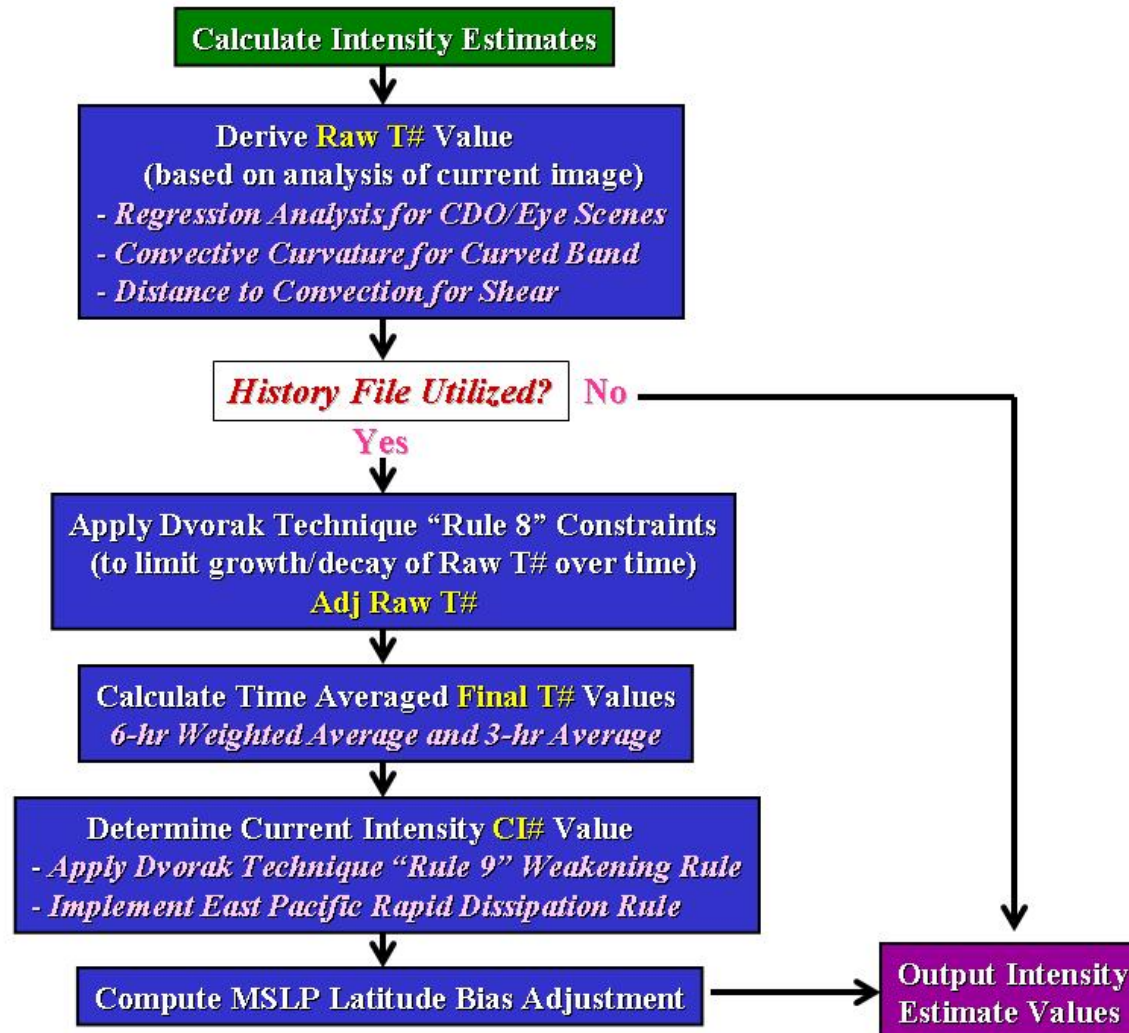 Calculate Intensity Estimates
Derive Raw T# Value
(based on analysis of current image)
- Regression Analysis for CDO/Eye Scenes
- Convective Curvature for Curved Band
- Distance to Convection for Shear
History File Utilized?
No
Yes
Apply Dvorak Technique “Rule 8” Constraints
(to limit growth/decay of Raw T# over time)
Adj Raw T#
Calculate Time Averaged Final T# Values
6-hr Weighted Average and 3-hr Average
Determine Current Intensity CI# Value
- Apply Dvorak Technique “Rule 9” Weakening Rule
- Implement East Pacific Rapid Dissipation Rule
Compute MSLP Latitude Bias Adjustment
Output Intensity
Estimate Values